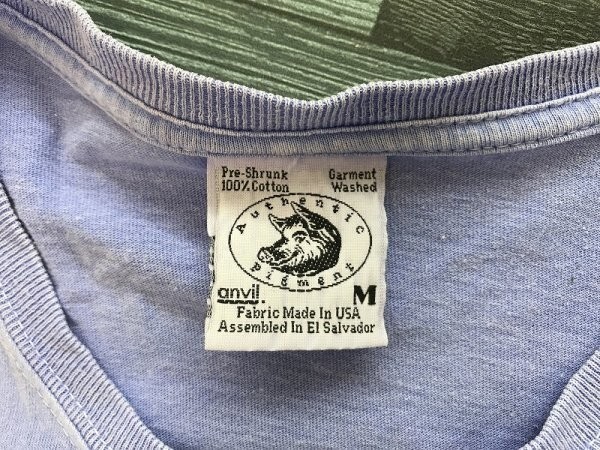 Pre-Shrunk Garment
100% Cotton Washed
Authentic
Pigment
anvil. M
Fabric Made In USA
Assembled In El Salvador